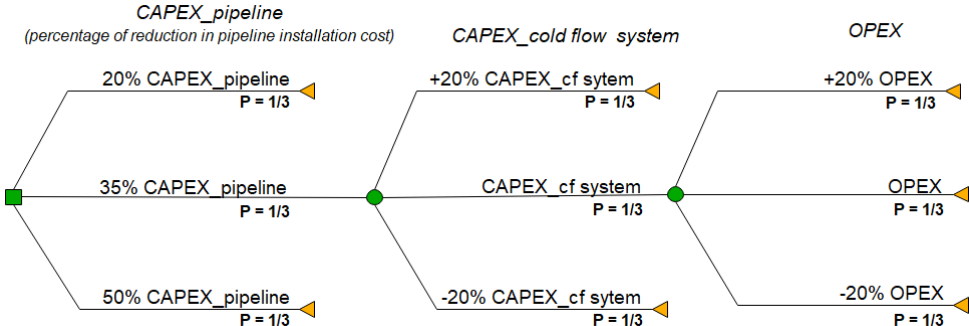 CAPEX_pipeline
(percentage of reduction in pipeline installation cost)
CAPEX_cold flow system
OPEX
20% CAPEX_pipeline
P = 1/3
+20% CAPEX_cf sytem
P = 1/3
+20% OPEX
P = 1/3
35% CAPEX_pipeline
P = 1/3
CAPEX_cf system
P = 1/3
OPEX
P = 1/3
50% CAPEX_pipeline
P = 1/3
-20% CAPEX_cf sytem
P = 1/3
-20% OPEX
P = 1/3